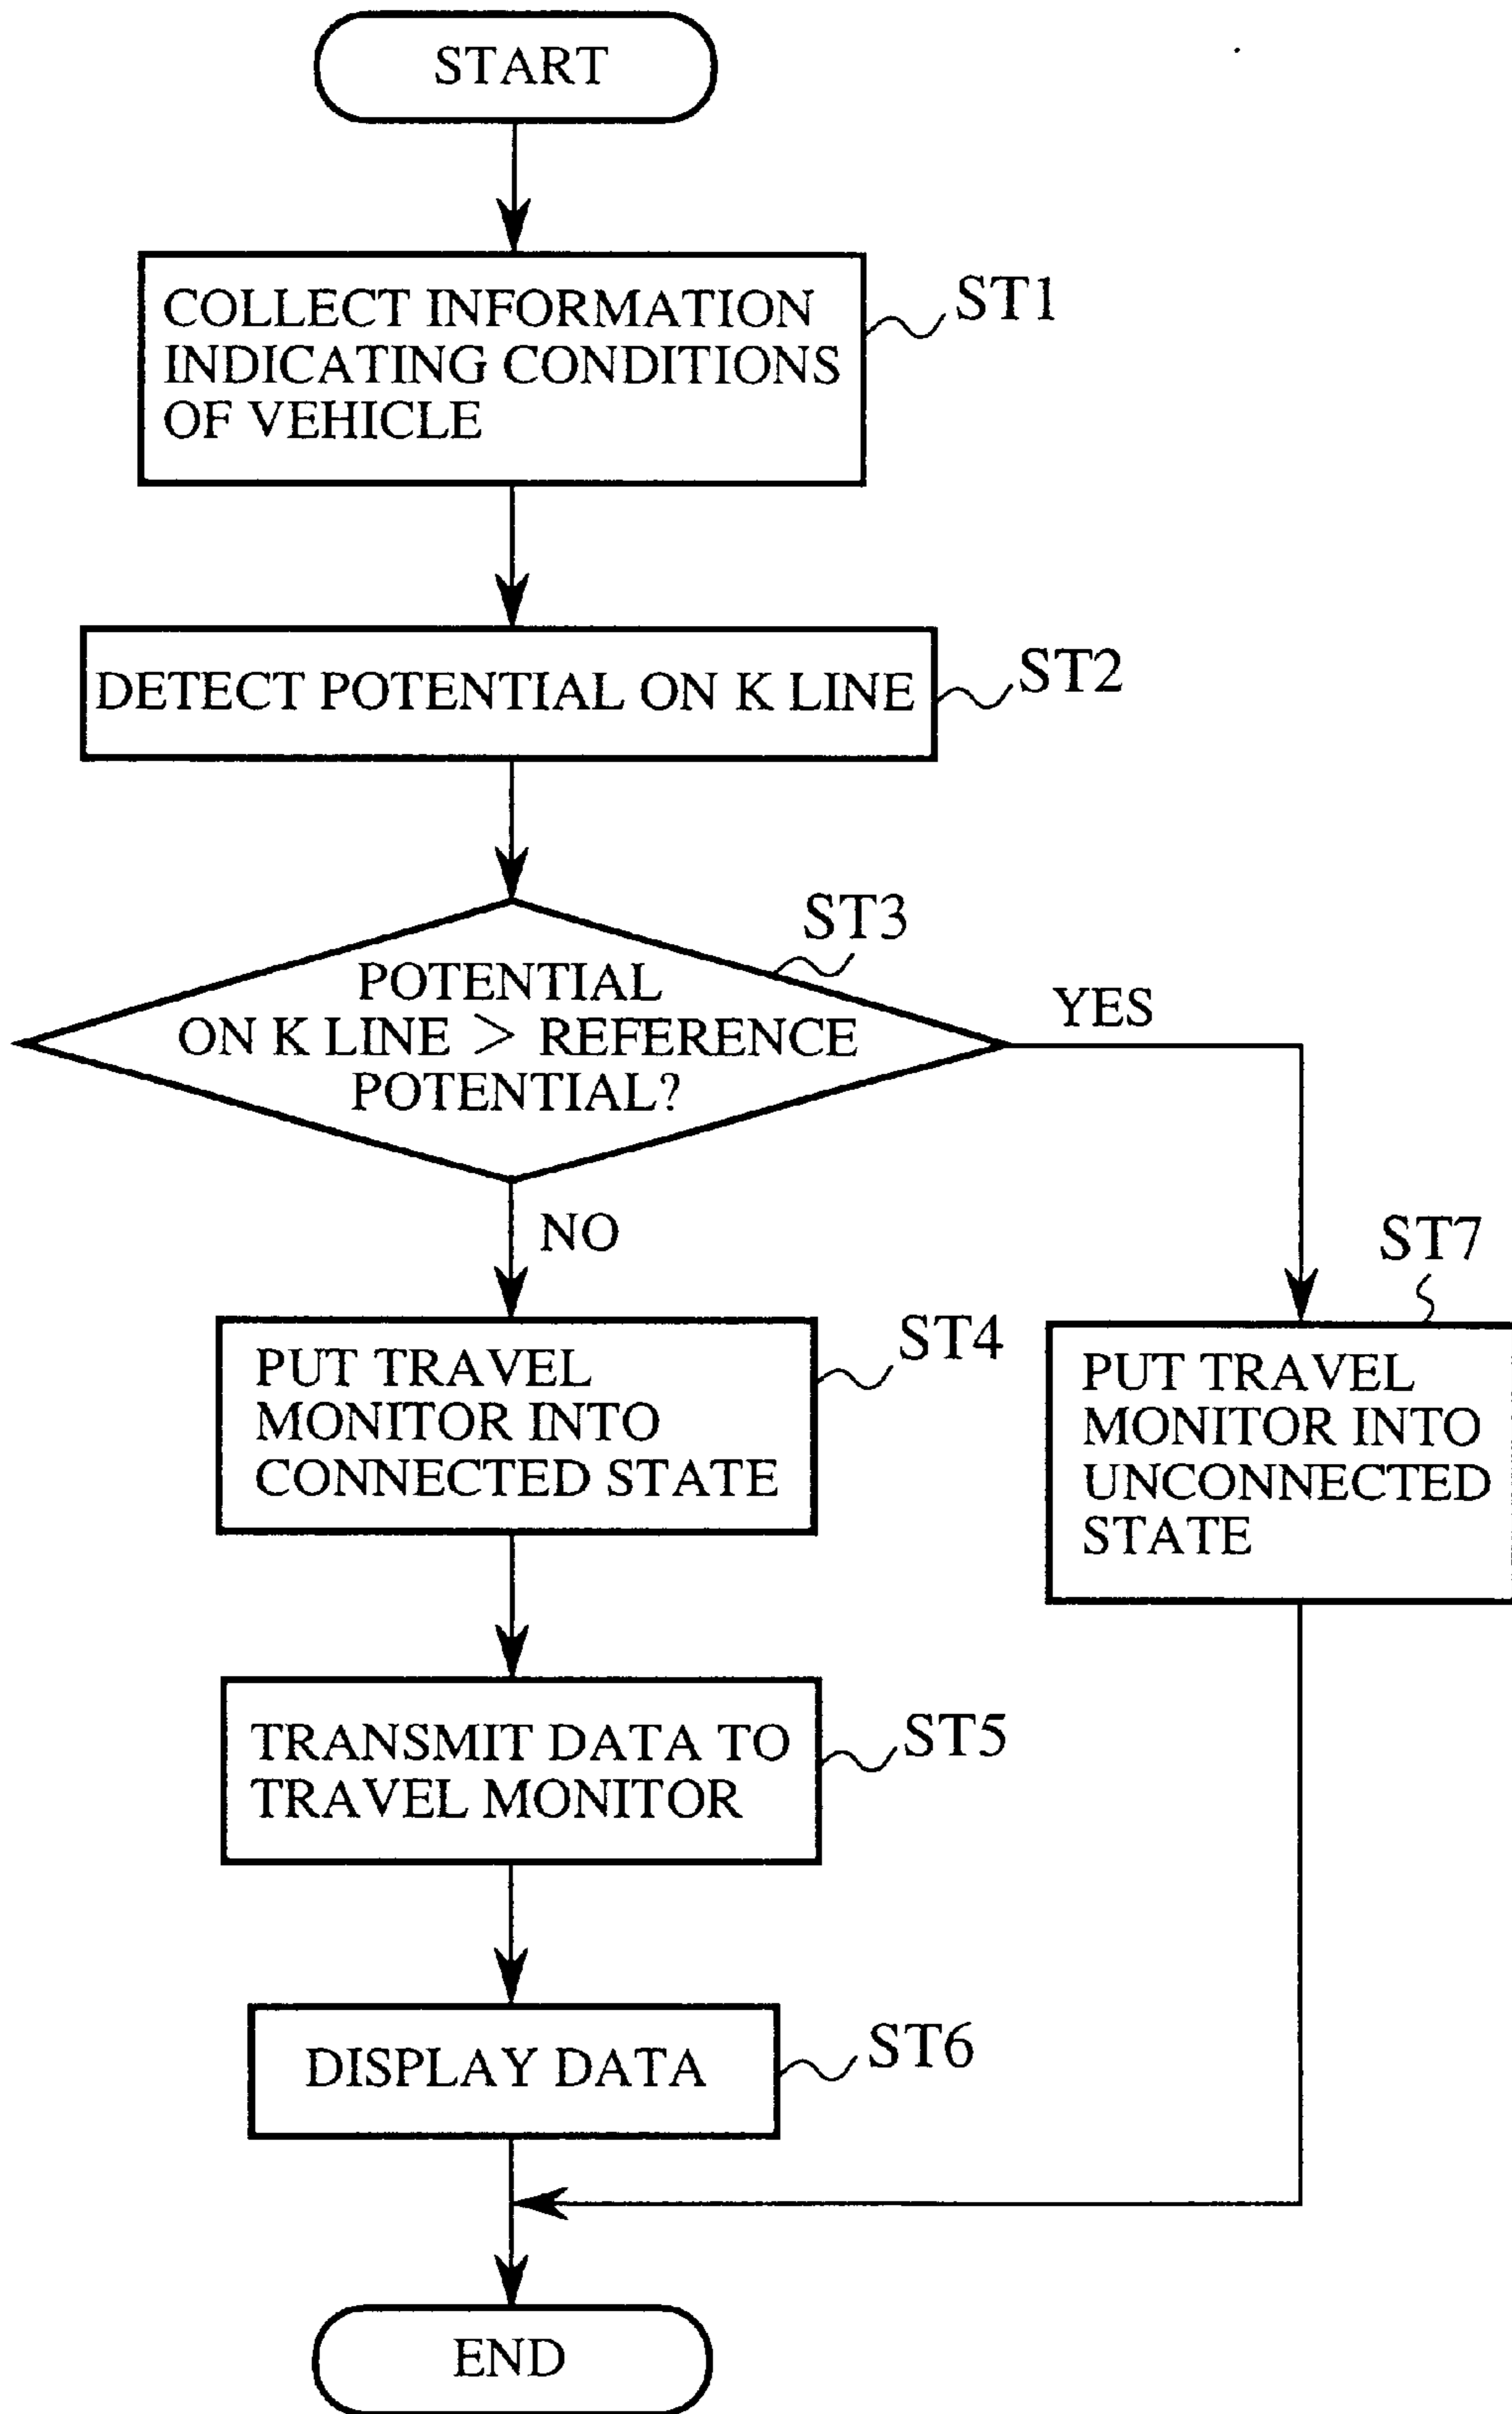 START
COLLECT INFORMATION
INDICATING CONDITIONS
OF VEHICLE
ST1
DETECT POTENTIAL ON K LINE
ST2
ST3
POTENTIAL
ON K LINE > REFERENCE
POTENTIAL?
YES
NO
ST4
PUT TRAVEL
MONITOR INTO
CONNECTED STATE
ST7
PUT TRAVEL
MONITOR INTO
UNCONNECTED
STATE
TRANSMIT DATA TO
TRAVEL MONITOR
ST5
DISPLAY DATA
ST6
END